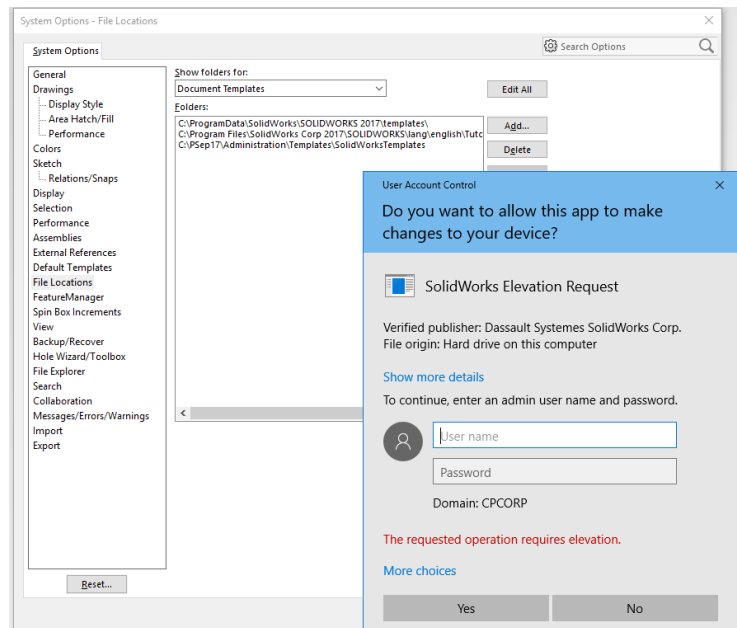 System Options - File Locations
System Options
Search Options
General
Drawings
Display Style
Area Hatch/Fill
Performance
Colors
Sketch
Relations/Snaps
Display
Selection
Performance
Assemblies
External References
Default Templates
File Locations
FeatureManager
Spin Box Increments
View
Backup/Recover
Hole Wizard/Toolbox
File Explorer
Search
Collaboration
Messages/Errors/Warnings
Import
Export
Reset...
Show folders for:
Document Templates
Edit All
Folders:
C:\ProgramData\SolidWorks\SOLIDWORKS 2017\templates\
C:\Program Files\SolidWorks Corp 2017\SOLIDWORKS\lang\english\Tutc
C:\PSep17\Administration\Templates\SolidWorksTemplates
Add...
Delete
User Account Control
Do you want to allow this app to make
changes to your device?
SolidWorks Elevation Request
Verified publisher: Dassault Systemes SolidWorks Corp.
File origin: Hard drive on this computer
Show more details
To continue, enter an admin user name and password.
User name
Password
Domain: CPCORP
The requested operation requires elevation.
More choices
Yes
No